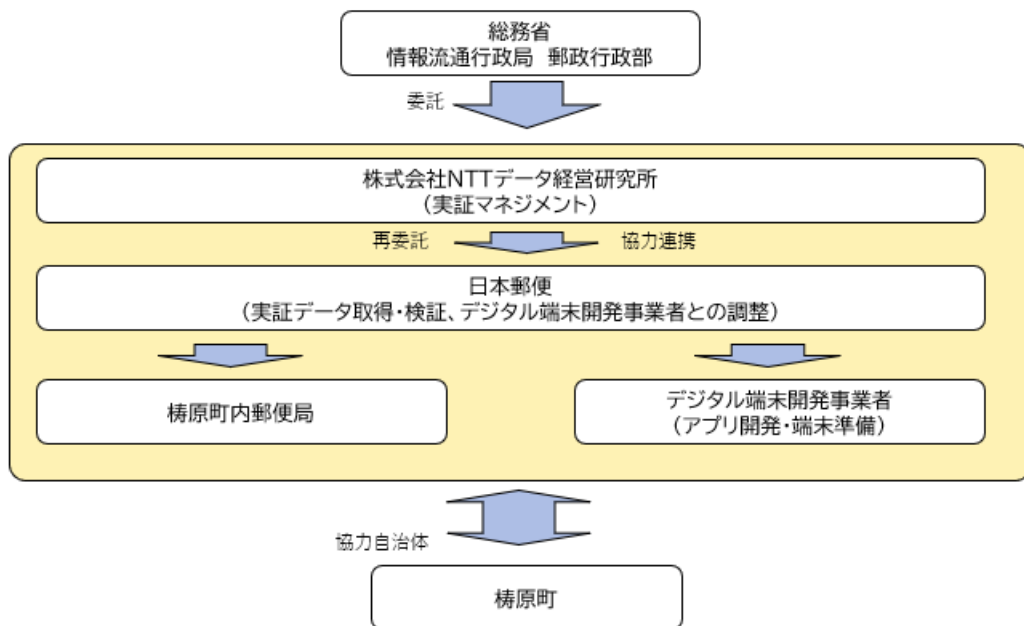 総務省
情報流通行政局 郵政行政部
委託
株式会社NTTデータ経営研究所
（実証マネジメント）
再委託
協力連携
日本郵便
（実証データ取得・検証、デジタル端末開発事業者との調整）
梼原町内郵便局
デジタル端末開発事業者
（アプリ開発・端末準備）
協力自治体
梼原町